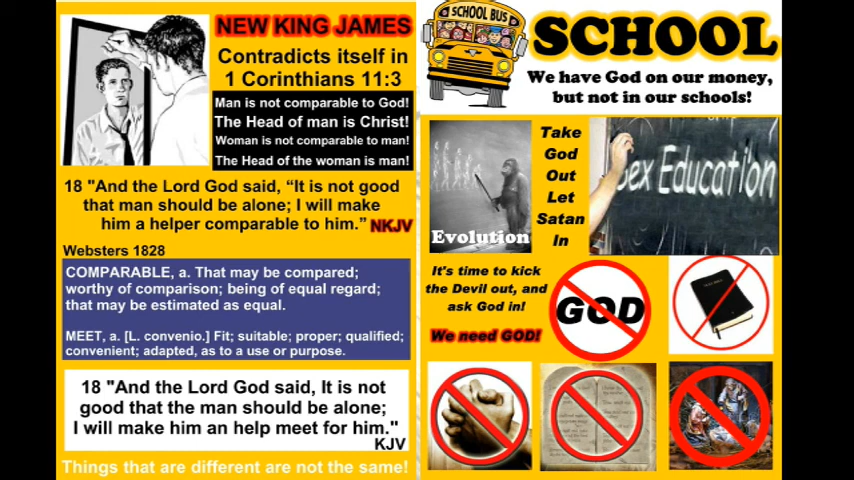 NEW KING JAMES
Contradicts itself in
1 Corinthians 11:3
Man is not comparable to God!
The Head of man is Christ!
Woman is not comparable to man!
The Head of the woman is man!
18 "And the Lord God said, “It is not good
that man should be alone; I will make
him a helper comparable to him.” NKJV
Websters 1828
COMPARABLE, a. That may be compared;
worthy of comparison; being of equal regard;
that may be estimated as equal.
MEET, a. [L. convenio.] Fit; suitable; proper; qualified;
convenient; adapted, as to a use or purpose.
18 "And the Lord God said, It is not
good that the man should be alone;
I will make him an help meet for him."
KJV
Things that are different are not the same!
SCHOOL BUS
SCHOOL
We have God on our money,
but not in our schools!
Evolution
Take
God
Out
Let
Satan
In
Sex Education
It's time to kick
the Devil out, and
ask God in!
We need GOD!
GOD